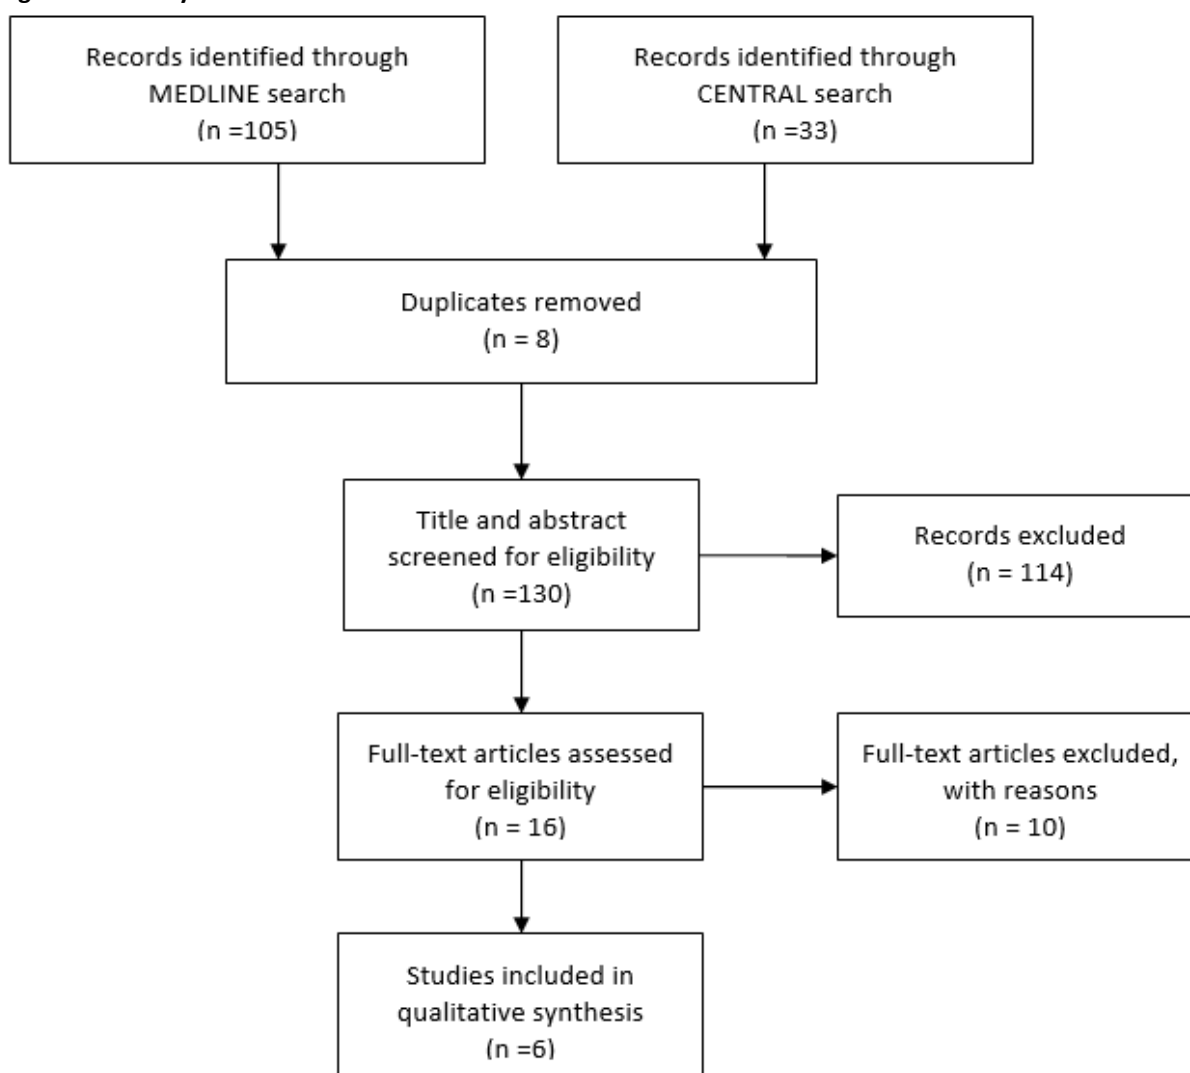 Records identified through
MEDLINE search
(n =105)
Records identified through
CENTRAL search
(n =33)
Duplicates removed
(n = 8)
Title and abstract
screened for eligibility
(n =130)
Records excluded
(n = 114)
Full-text articles assessed
for eligibility
(n = 16)
Full-text articles excluded,
with reasons
(n = 10)
Studies included in
qualitative synthesis
(n =6)